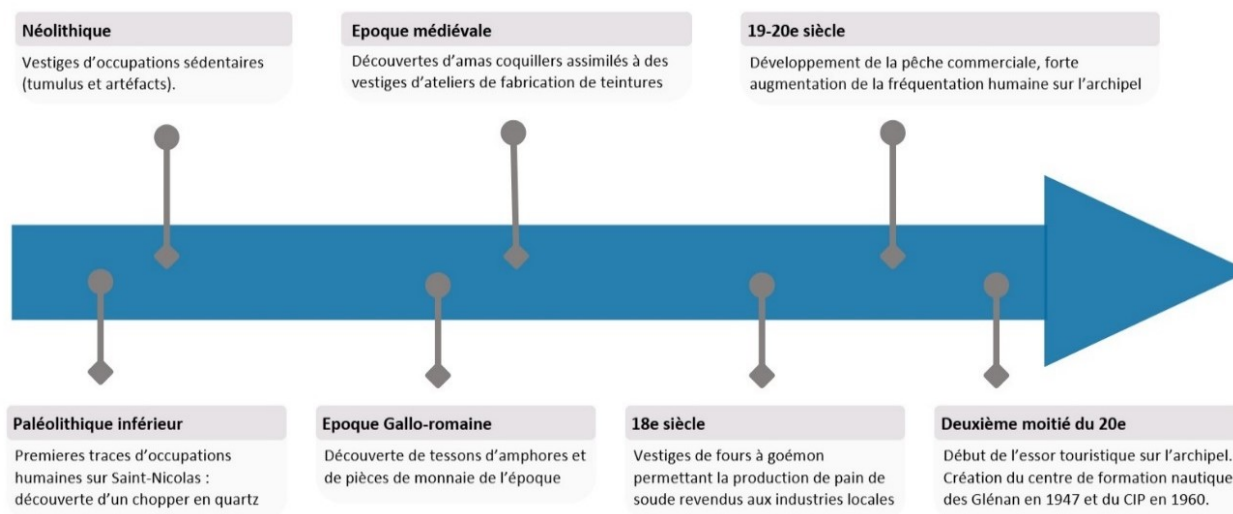 Néolithique
Vestiges d'occupations sédentaires
(tumulus et artéfacts).
Epoque médiévale
Découvertes d'amas coquillers assimilés à des
vestiges d'ateliers de fabrication de teintures
19-20e siècle
Développement de la pêche commerciale, forte
augmentation de la fréquentation humaine sur l'archipel
Paléolithique inférieur
Premieres traces d'occupations
humaines sur Saint-Nicolas :
découverte d'un chopper en quartz
Epoque Gallo-romaine
Découverte de tessons d'amphores et
de pièces de monnaie de l'époque
18e siècle
Vestiges de fours à goémon
permettant la production de pain de
soude revendus aux industries locales
Deuxième moitié du 20e
Début de l'essor touristique sur l'archipel.
Création du centre de formation nautique
des Glénan en 1947 et du CIP en 1960.